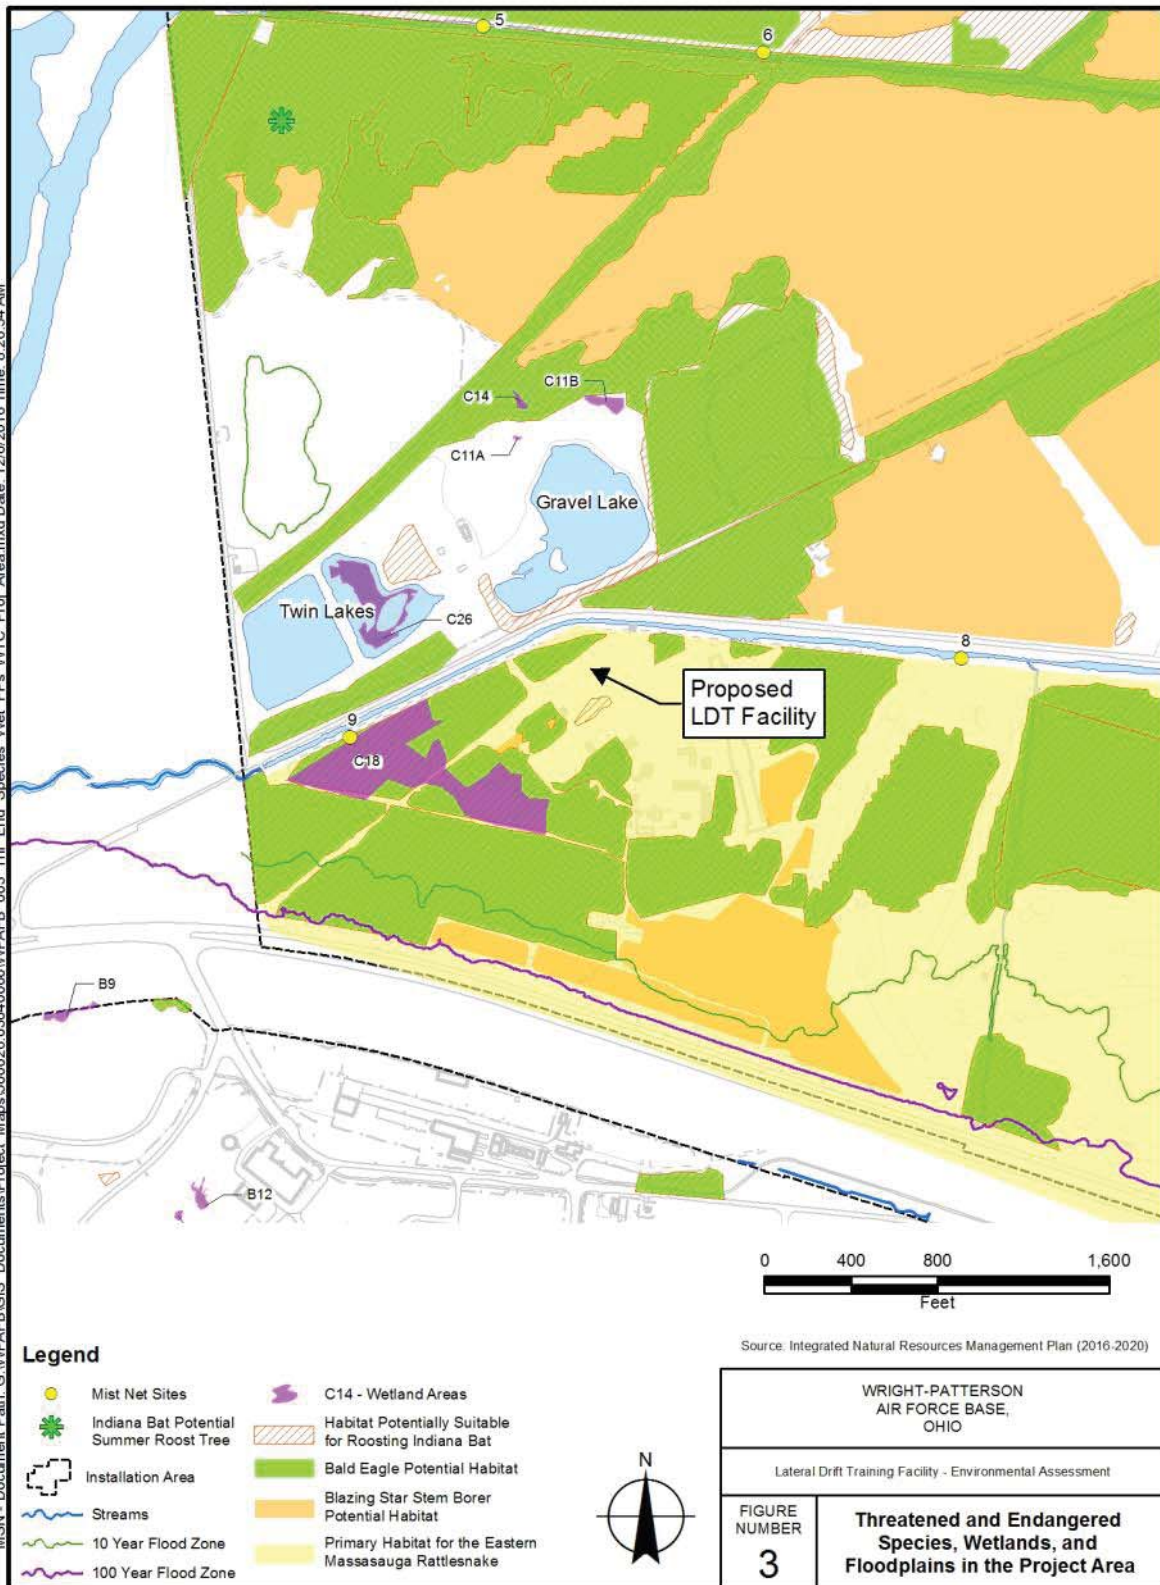 5
6
C14
C11B
C11A
Gravel Lake
Twin Lakes
C26
8
Proposed
LDT Facility
9
C18
B9
B12
0 400 800 1,600
Feet
Source: Integrated Natural Resources Management Plan (2016-2020)
Legend
Mist Net Sites
Indiana Bat Potential
Summer Roost Tree
Installation Area
Streams
10 Year Flood Zone
100 Year Flood Zone
C14 - Wetland Areas
Habitat Potentially Suitable
for Roosting Indiana Bat
Bald Eagle Potential Habitat
Blazing Star Stem Borer
Potential Habitat
Primary Habitat for the Eastern
Massasauga Rattlesnake
N
WRIGHT-PATTERSON
AIR FORCE BASE,
OHIO
Lateral Drift Training Facility - Environmental Assessment
FIGURE
NUMBER
3
Threatened and Endangered
Species, Wetlands, and
Floodplains in the Project Area